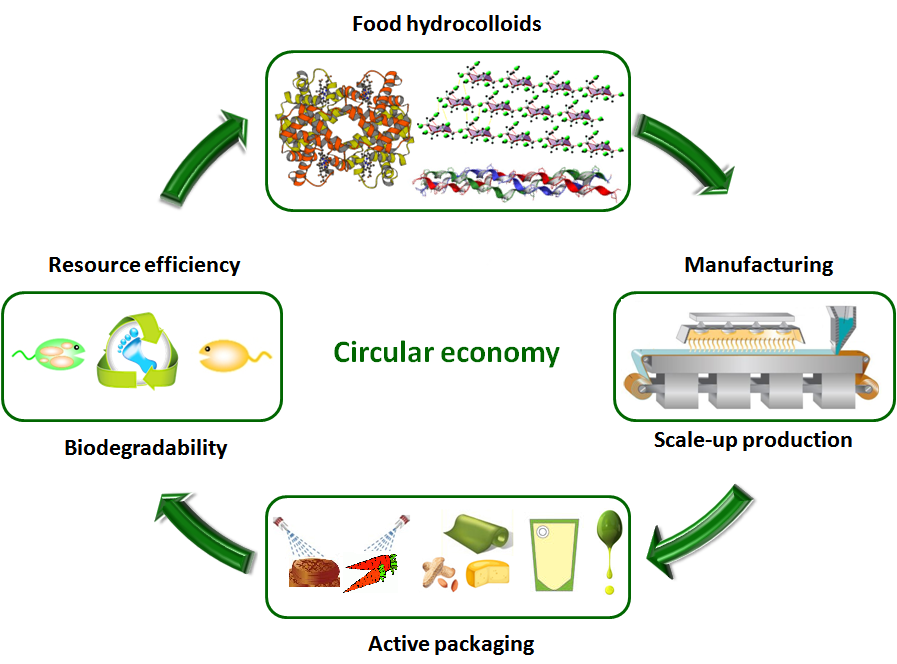 Food hydrocolloids
Resource efficiency
Manufacturing
Circular economy
Biodegradability
Scale-up production
Active packaging